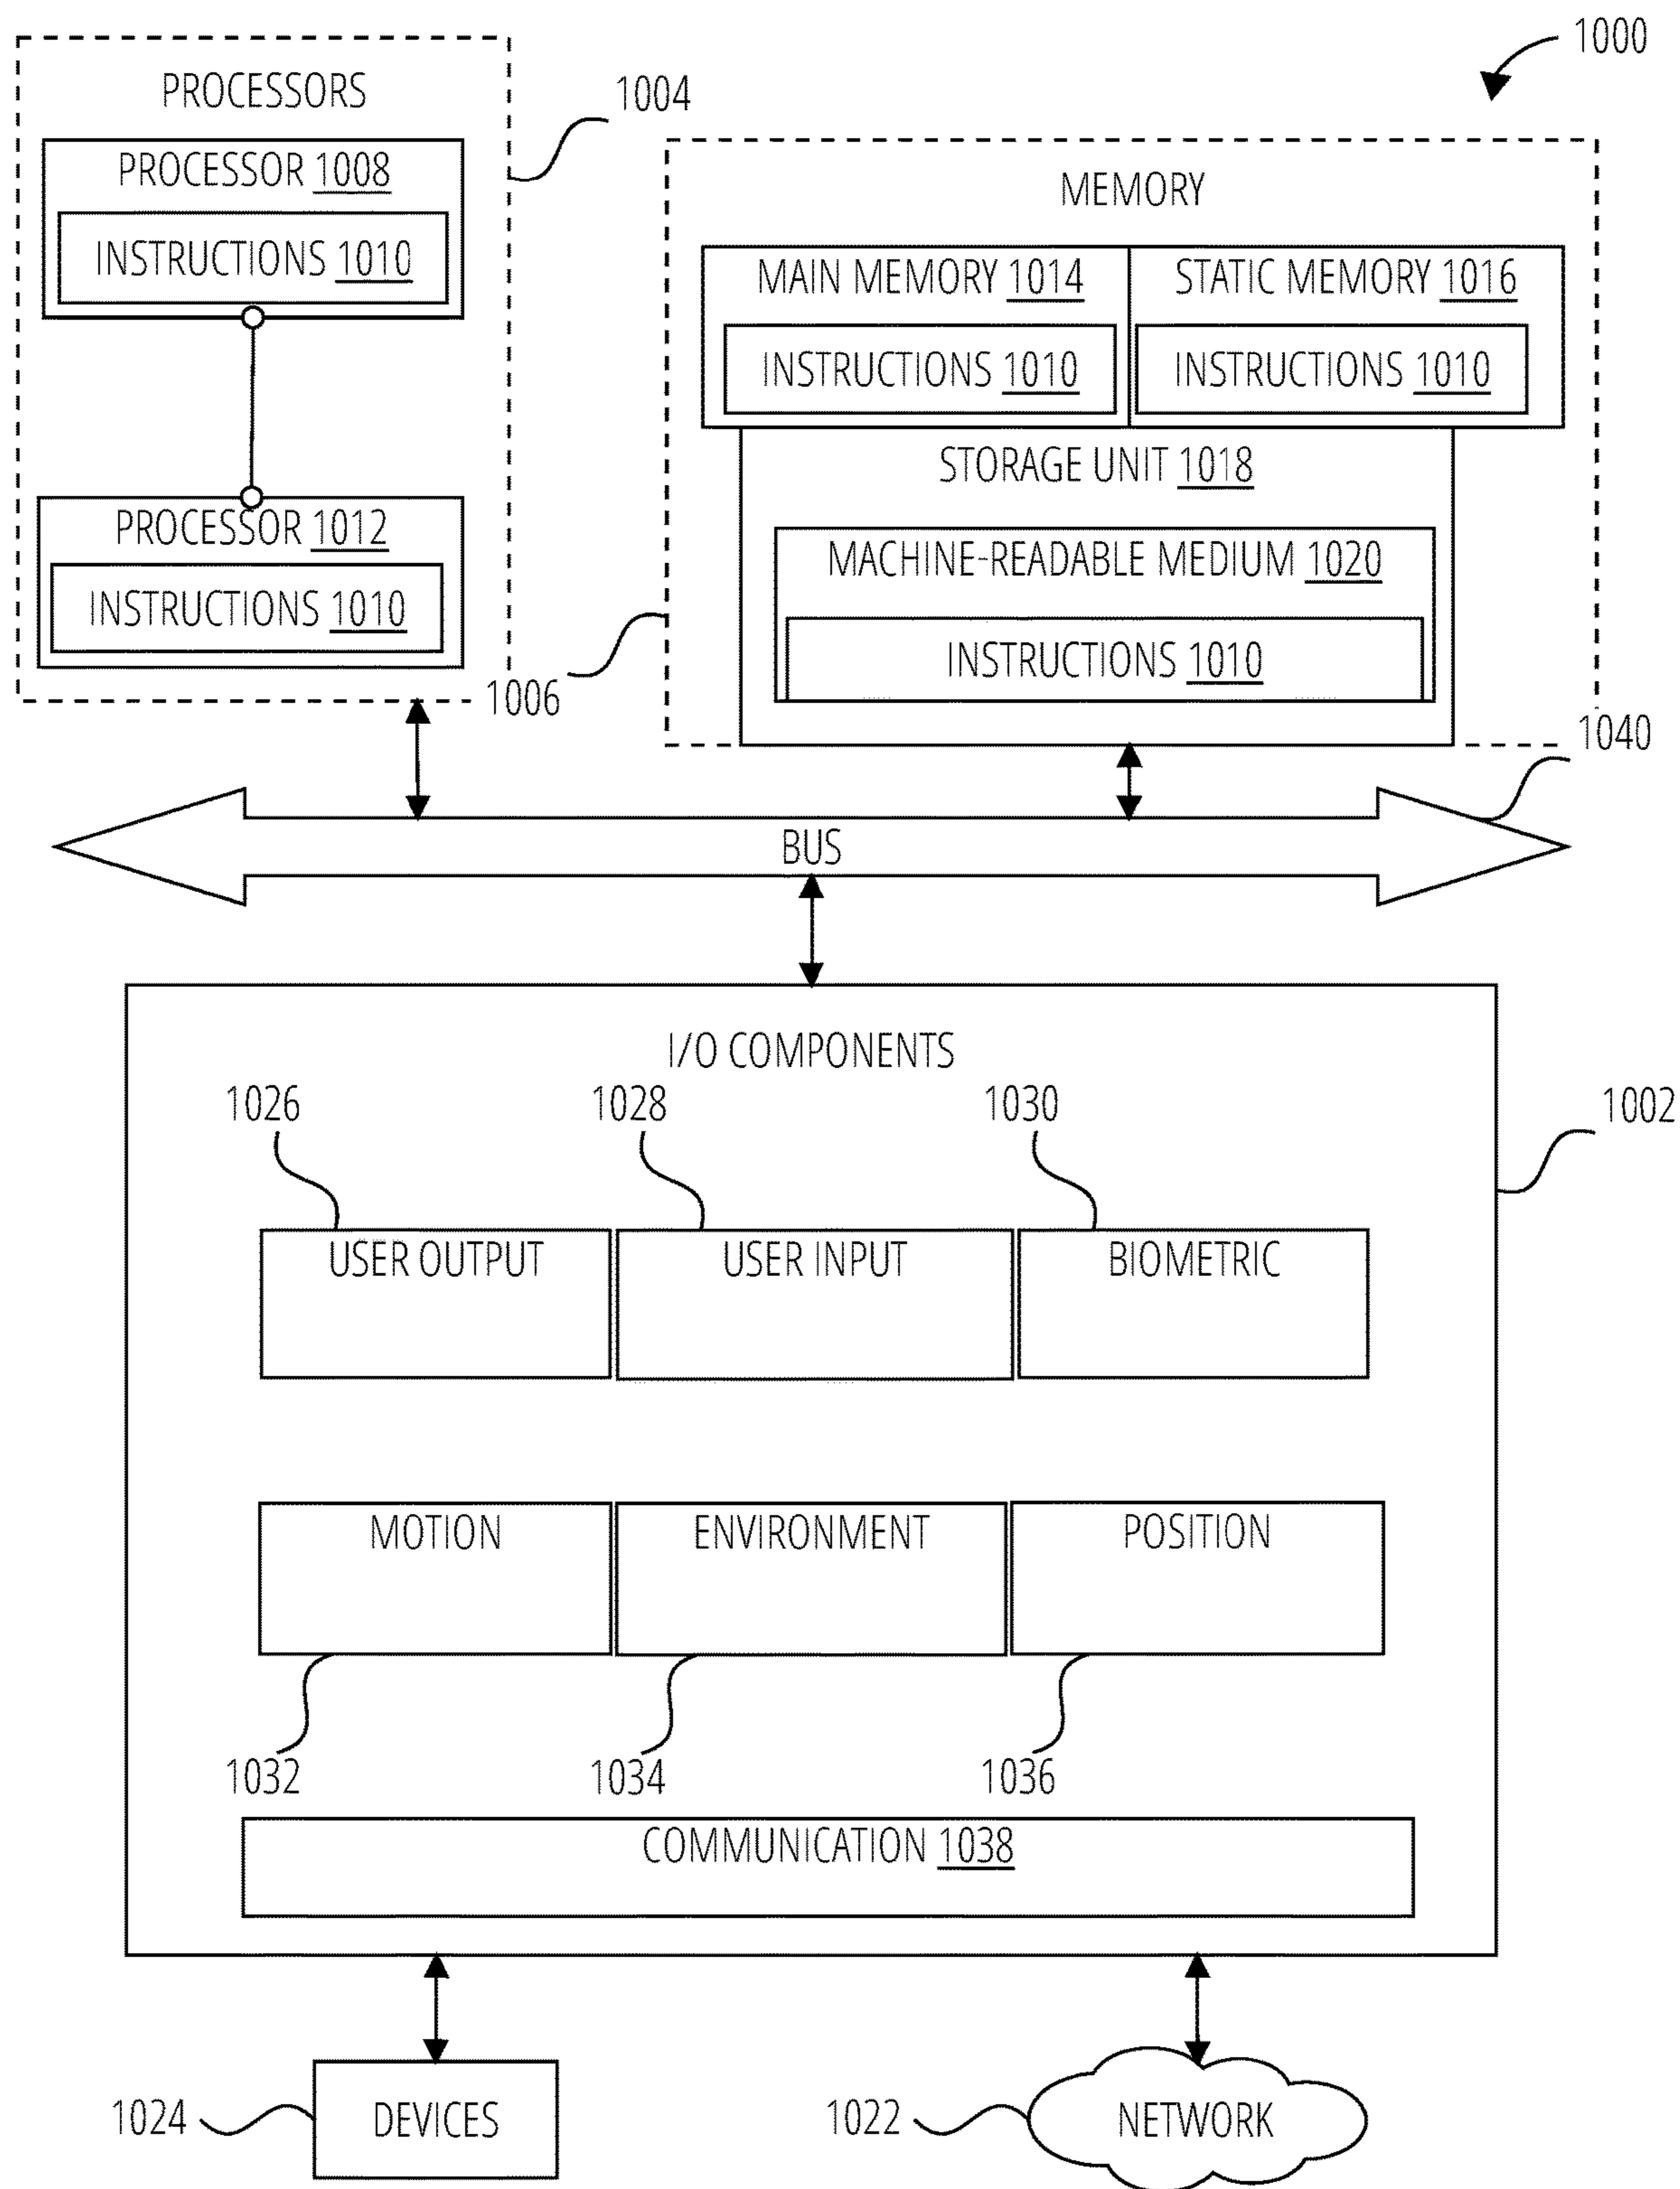 1000
PROCESSORS
1004
PROCESSOR 1008
INSTRUCTIONS 1010
PROCESSOR 1012
INSTRUCTIONS 1010
MEMORY
MAIN MEMORY 1014
STATIC MEMORY 1016
INSTRUCTIONS 1010
INSTRUCTIONS 1010
STORAGE UNIT 1018
MACHINE-READABLE MEDIUM 1020
INSTRUCTIONS 1010
1006
1040
BUS
I/O COMPONENTS
1002
1026
1028
1030
USER OUTPUT
USER INPUT
BIOMETRIC
MOTION
ENVIRONMENT
POSITION
1032
1034
1036
COMMUNICATION 1038
1024
DEVICES
1022
NETWORK